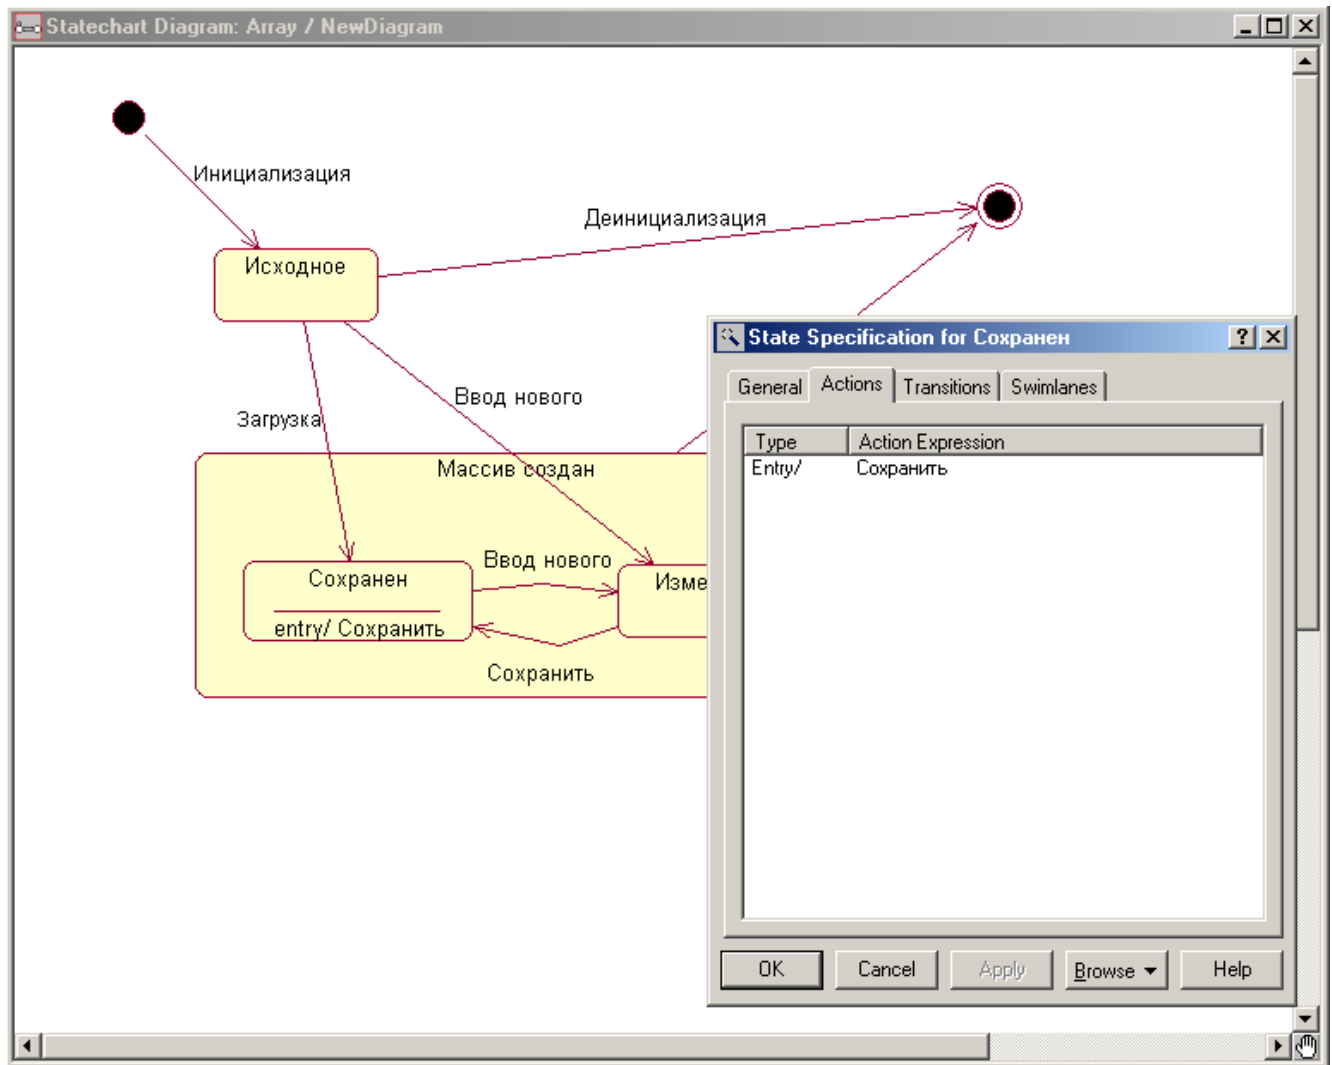 Statechart Diagram: Array / NewDiagram
Инициализация
Деинициализация
Исходное
Ввод нового
Загрузка
Массив создан
Ввод нового
Сохранен
Изме
entry/ Сохранить
Сохранить
State Specification for Сохранен
General Actions Transitions Swimlanes
Type Action Expression
Entry/ Сохранить
OK Cancel Apply Browse Help